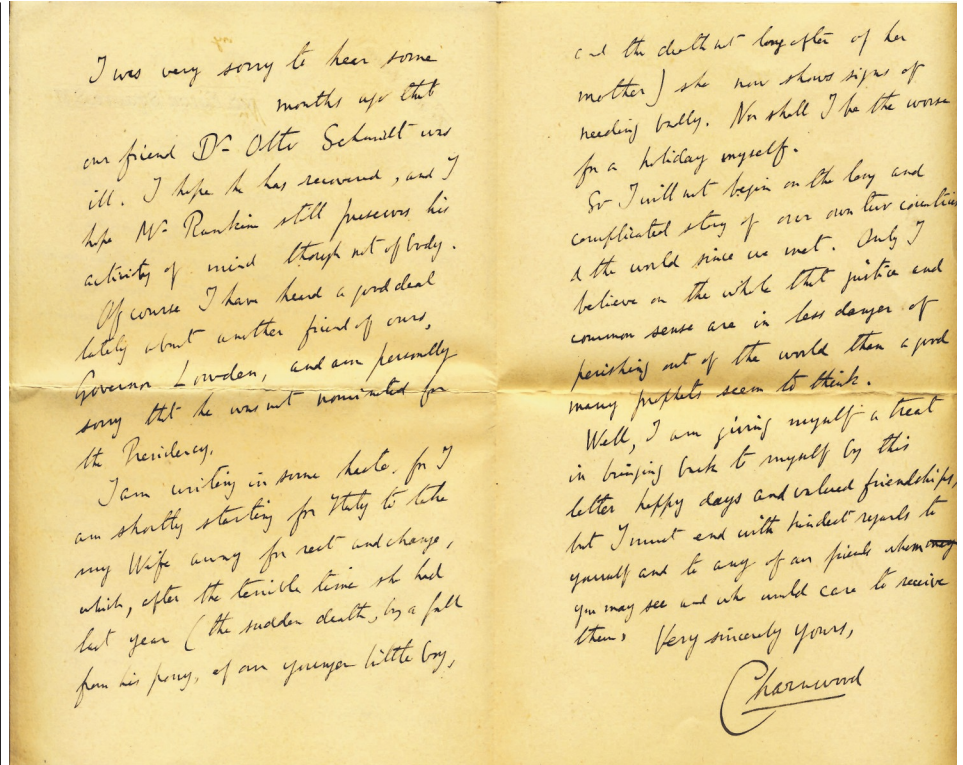 I was very sorry to hear some
months ago that
our friend Dr Otto Schmidt was
ill. I hope he has recovered, and I
hope Mr Rankin still preserves his
activity of mind though not of body.
Of course I have heard a good deal
lately about another friend of ours,
Governor Lowden, and am personally
sorry that he was not nominated for
the Presidency.
I am writing in some haste, for I
am shortly starting for Italy to take
my Wife away for rest and change,
which, after the terrible time she had
last year (the sudden death, by a fall
from his pony, of our younger little boy,
and the death not long after of her
mother) she now shows signs of
needing badly. Nor shall I be the worse
for a holiday myself.
So I will not begin on the long and
complicated story of our own two countries
& the world since we met. Only I
believe on the whole that justice and
common sense are in less danger of
perishing out of the world than a good
many prophets seem to think.
Well, I am giving myself a treat
in bringing back to myself by this
letter happy days and valued friendships,
but I must end with kindest regards to
yourself and to any of our friends whom
you may see and who would care to receive
them. Very sincerely yours,
Charnwood